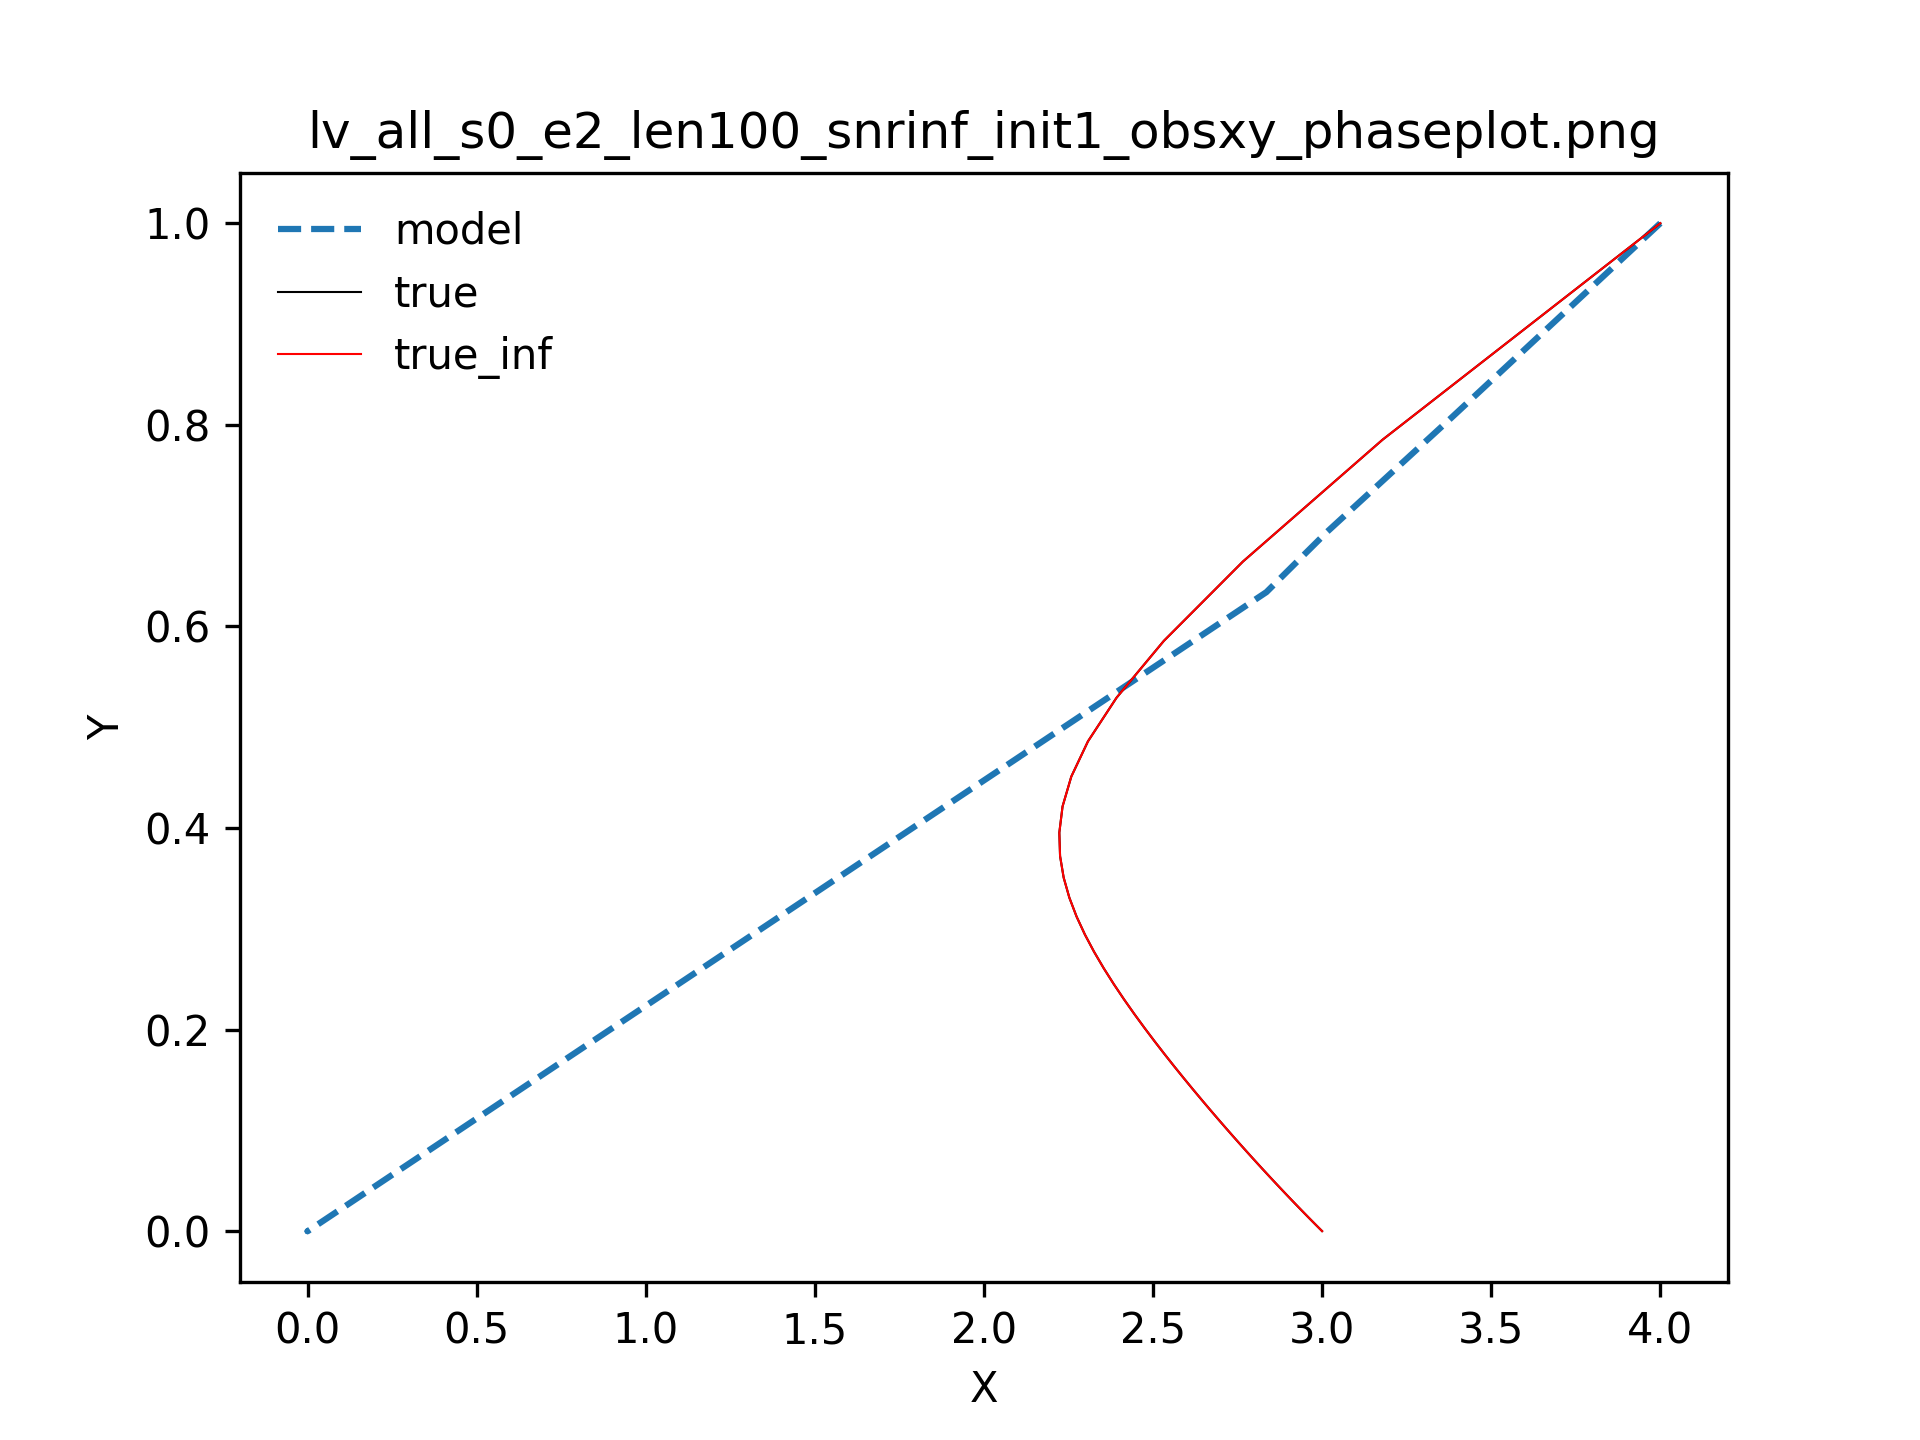 lv_all_s0_e2_len100_snrinf_init1_obsxy_phaseplot.png
model
true
true_inf
1.0
0.8
0.6
0.4
0.2
0.0
Y
0.0 0.5 1.0 1.5 2.0 2.5 3.0 3.5 4.0
X